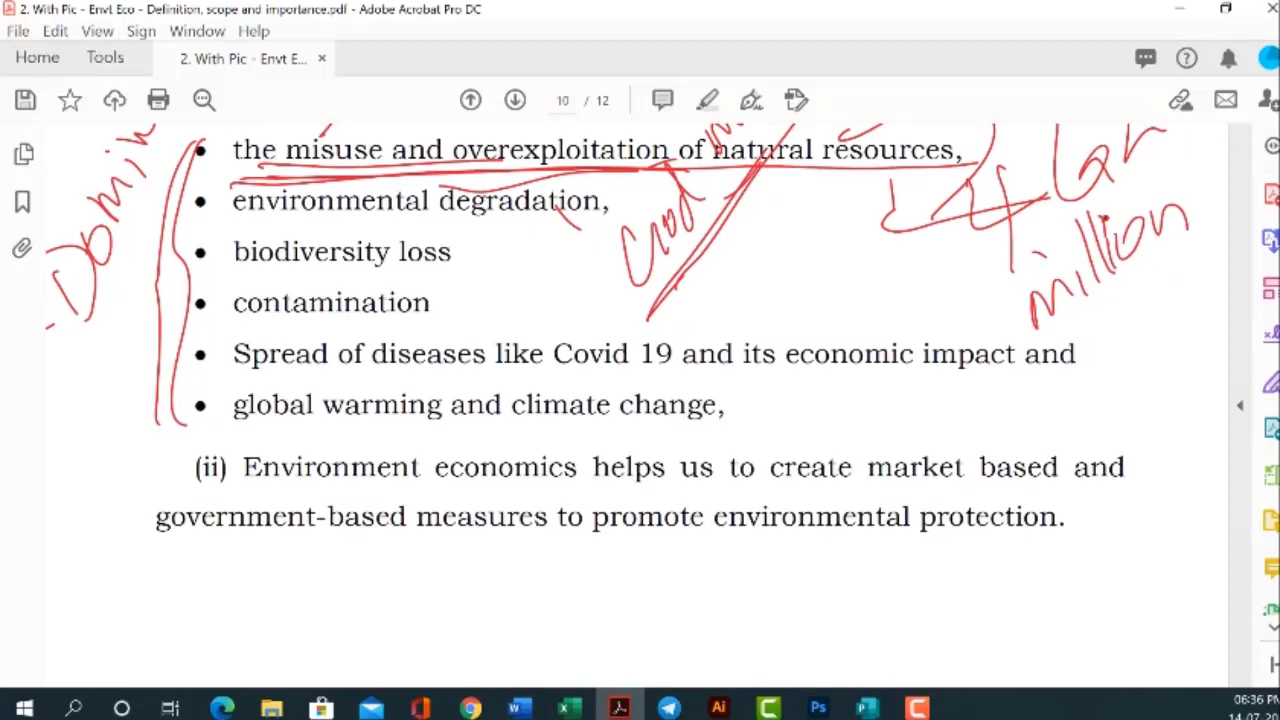 2. With Pic - Envt Eco - Definition, scope and importance.pdf - Adobe Acrobat Pro DC
File Edit View Sign Window Help
Home Tools 2. With Pic - Envt E... ×
10 / 12
• the misuse and overexploitation of natural resources,
• environmental degradation,
• biodiversity loss
• contamination
• Spread of diseases like Covid 19 and its economic impact and
• global warming and climate change,
(ii) Environment economics helps us to create market based and
government-based measures to promote environmental protection.
million
06:36 PM